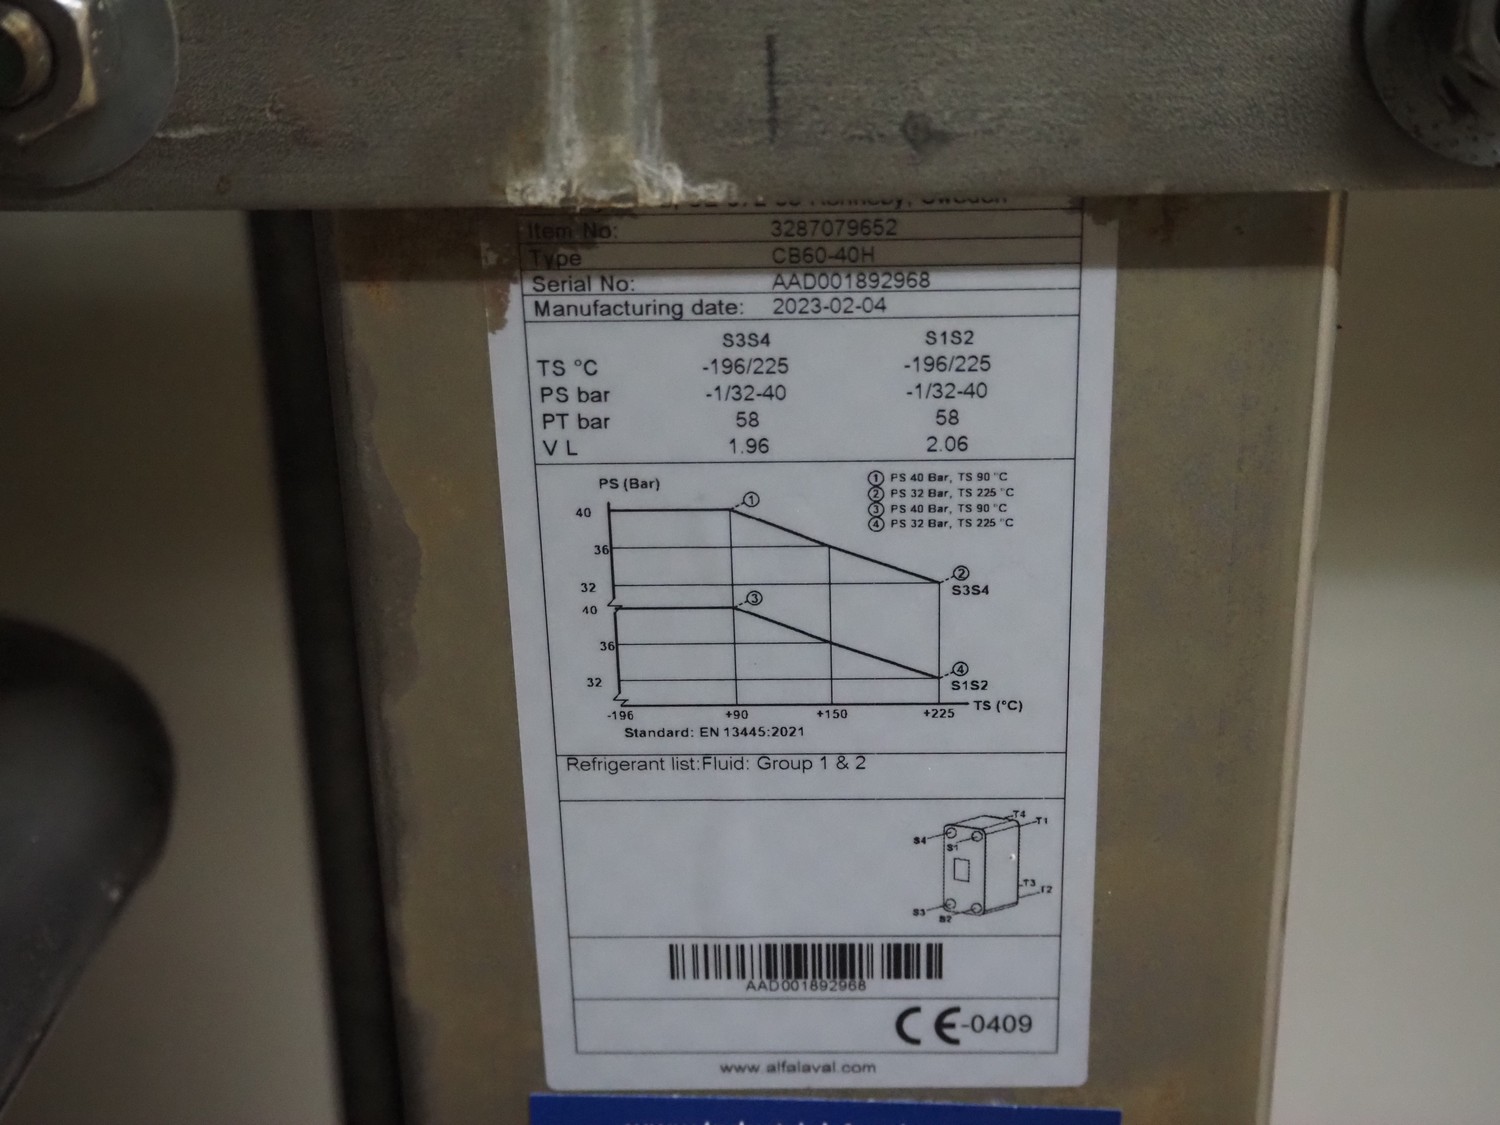 Ronneby, Sweden
Item No: 3287079652
Type CB60-40H
Serial No: AAD001892968
Manufacturing date: 2023-02-04
S3S4 S1S2
TS °C -196/225 -196/225
PS bar -1/32-40 -1/32-40
PT bar 58 58
V L 1.96 2.06
PS (Bar)
① PS 40 Bar, TS 90 °C
② PS 32 Bar, TS 225 °C
③ PS 40 Bar, TS 90 °C
④ PS 32 Bar, TS 225 °C
40 ①
36
32 ②
S3S4
40 ③
36
32 ④
S1S2
-196 +90 +150 +225 TS (°C)
Standard: EN 13445:2021
Refrigerant list:Fluid: Group 1 & 2
T4
T1
S4
S1
T3
T2
S3
S2
AAD001892968
CE-0409
www.alfalaval.com